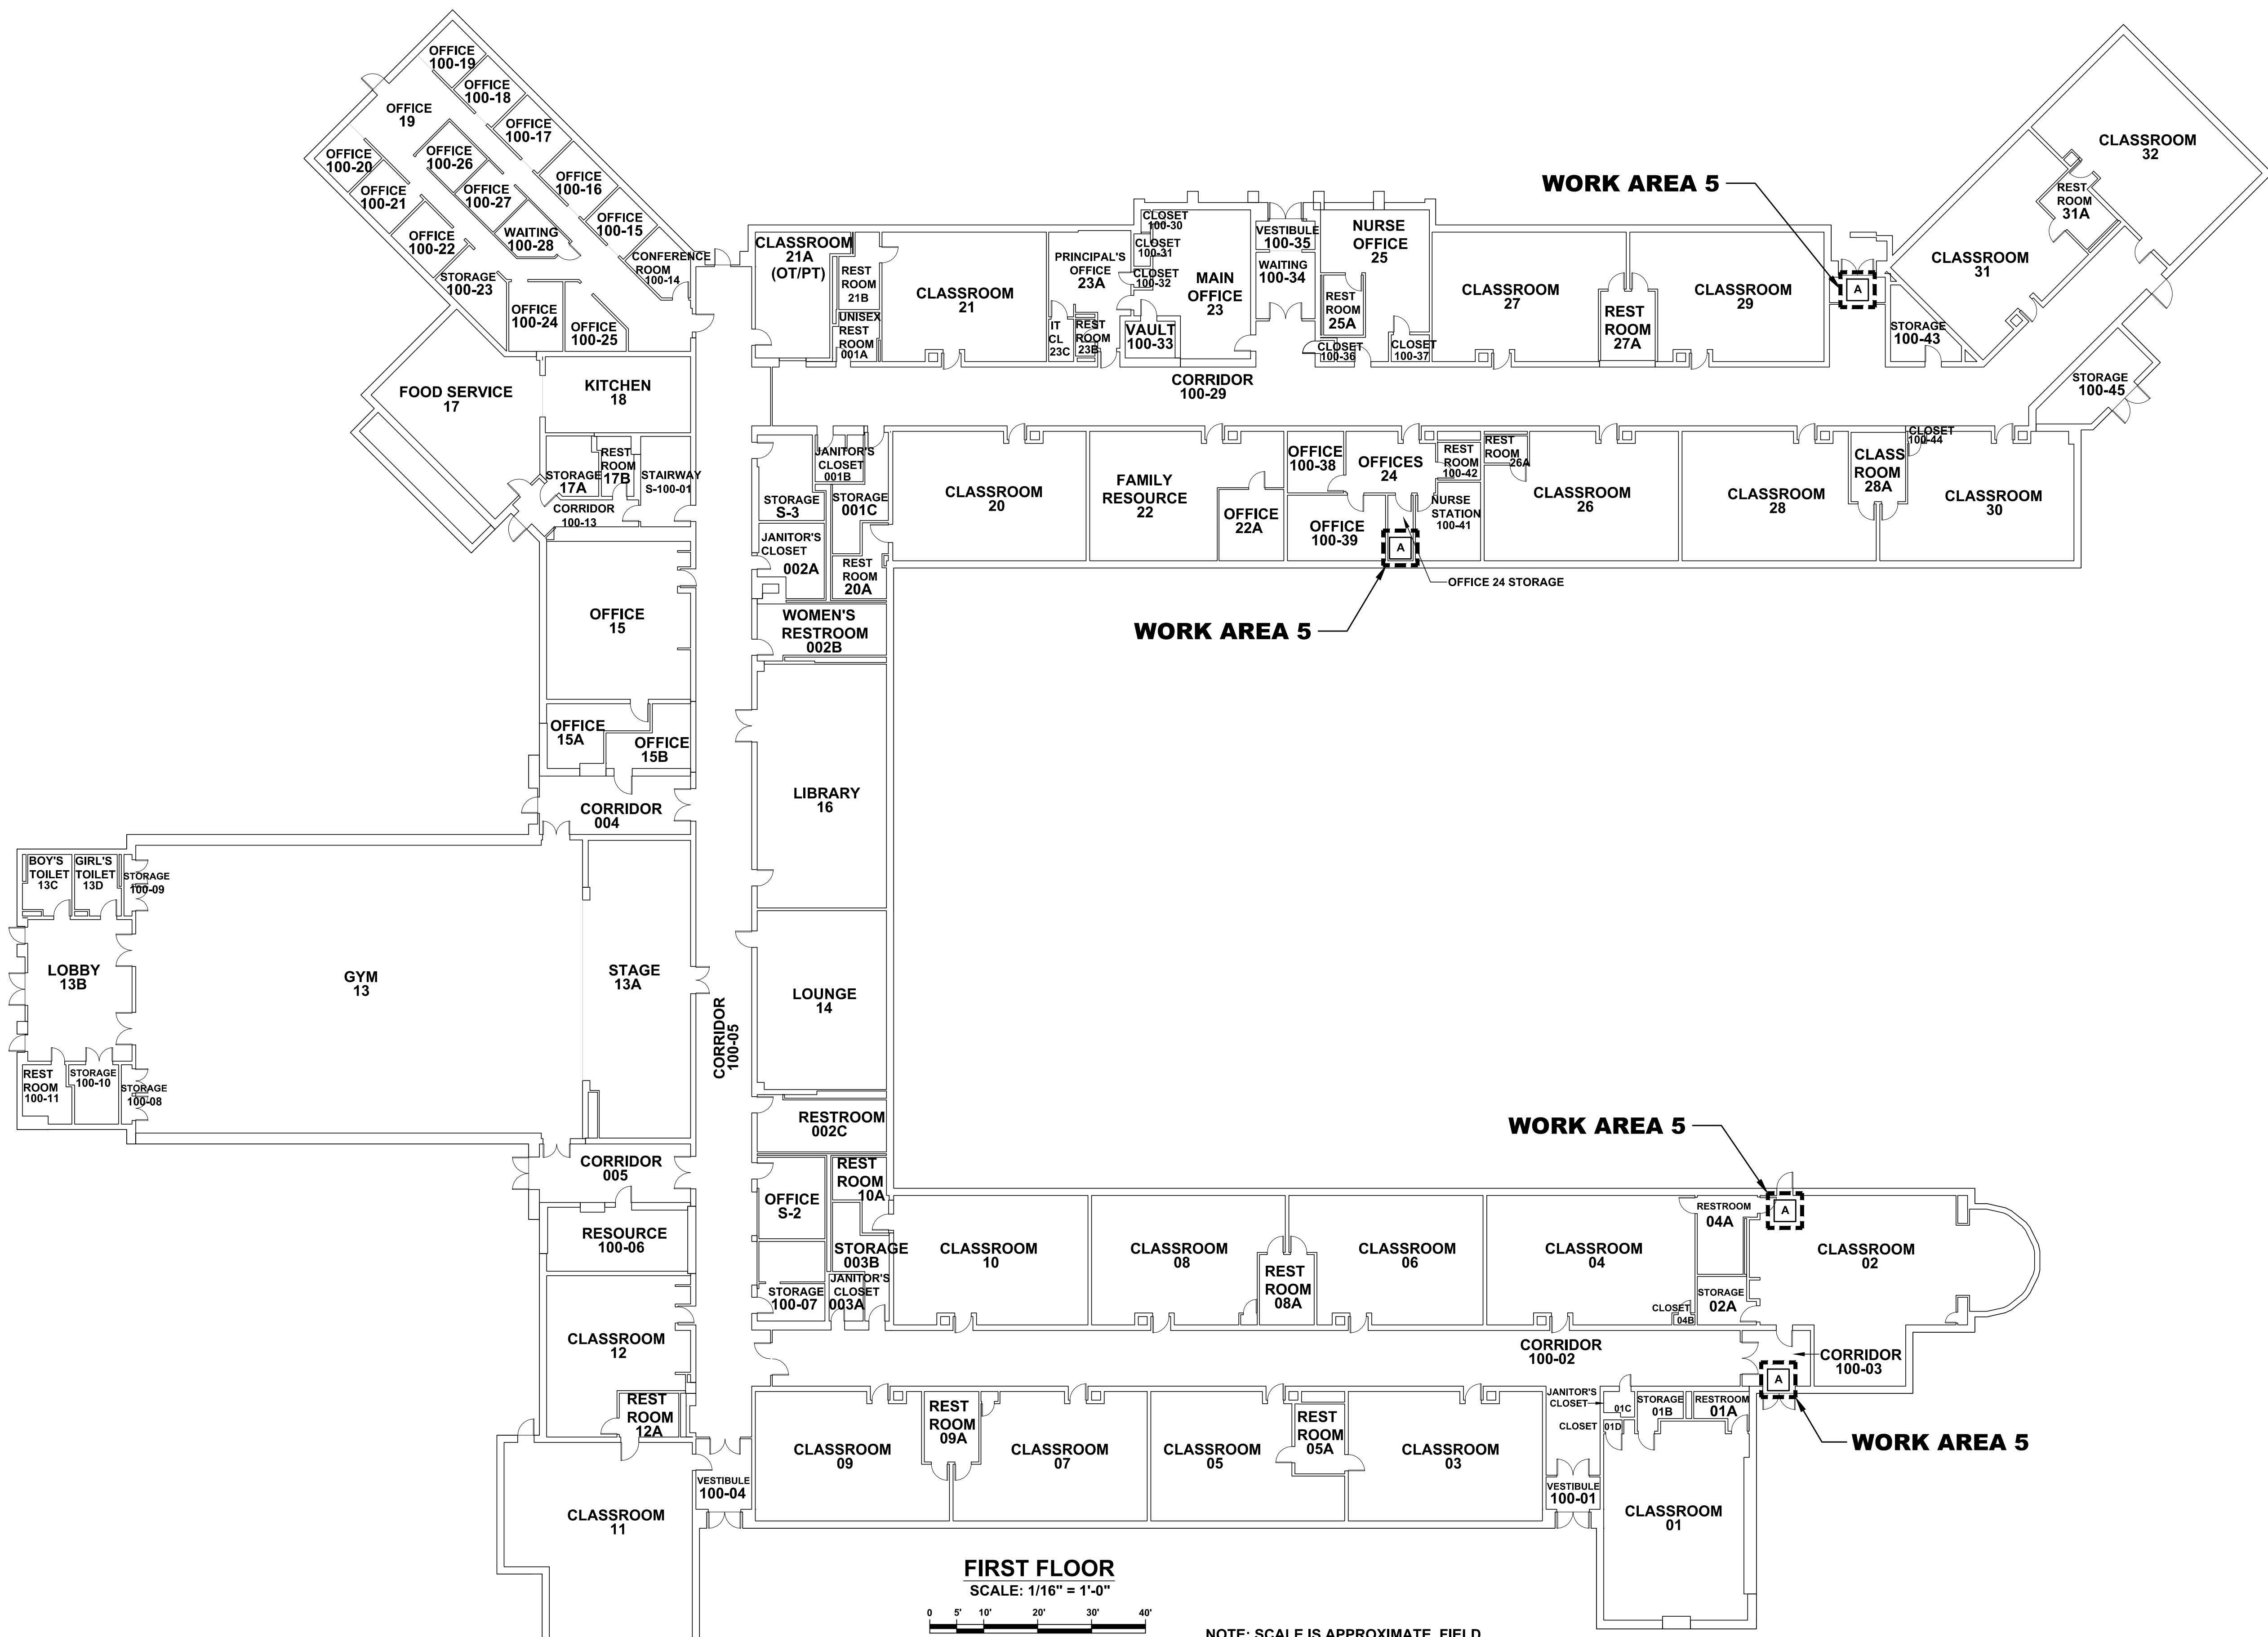 OFFICE
100-19
OFFICE
100-18
OFFICE
19
OFFICE
100-17
OFFICE
100-20
OFFICE
100-26
OFFICE
100-16
OFFICE
100-21
OFFICE
100-27
OFFICE
100-15
OFFICE
100-22
WAITING
100-28
CONFERENCE
ROOM
100-14
STORAGE
100-23
OFFICE
100-24
OFFICE
100-25
FOOD SERVICE
17
KITCHEN
18
STORAGE
17A
REST
ROOM
17B
STAIRWAY
S-100-01
CORRIDOR
100-13
CLASSROOM
21A
(OT/PT)
REST
ROOM
21B
UNISEX
REST
ROOM
001A
CLASSROOM
21
PRINCIPAL'S
OFFICE
23A
IT
CL
23C
REST
ROOM
23B
CLOSET
100-30
CLOSET
100-31
CLOSET
100-32
MAIN
OFFICE
23
VAULT
100-33
VESTIBULE
100-35
WAITING
100-34
NURSE
OFFICE
25
REST
ROOM
25A
CLOSET
100-36
CLOSET
100-37
CLASSROOM
27
REST
ROOM
27A
CLASSROOM
29
WORK AREA 5
A
STORAGE
100-43
CLASSROOM
31
REST
ROOM
31A
CLASSROOM
32
STORAGE
100-45
CORRIDOR
100-29
STORAGE
S-3
JANITOR'S
CLOSET
001B
STORAGE
001C
JANITOR'S
CLOSET
002A
REST
ROOM
20A
CLASSROOM
20
FAMILY
RESOURCE
22
OFFICE
22A
OFFICE
100-38
OFFICES
24
OFFICE
100-39
REST
ROOM
100-42
NURSE
STATION
100-41
REST
ROOM
26A
CLASSROOM
26
CLASSROOM
28
CLASS
ROOM
28A
CLOSET
100-44
CLASSROOM
30
A
OFFICE 24 STORAGE
WORK AREA 5
WOMEN'S
RESTROOM
002B
OFFICE
15
OFFICE
15A
OFFICE
15B
LIBRARY
16
CORRIDOR
004
BOY'S
TOILET
13C
GIRL'S
TOILET
13D
STORAGE
100-09
LOBBY
13B
GYM
13
STAGE
13A
LOUNGE
14
CORRIDOR
100-05
REST
ROOM
100-11
STORAGE
100-10
STORAGE
100-08
RESTROOM
002C
CORRIDOR
005
OFFICE
S-2
REST
ROOM
10A
RESOURCE
100-06
STORAGE
003B
STORAGE
100-07
JANITOR'S
CLOSET
003A
CLASSROOM
10
CLASSROOM
08
REST
ROOM
08A
CLASSROOM
06
CLASSROOM
04
CLOSET
04B
WORK AREA 5
RESTROOM
04A
A
STORAGE
02A
CLASSROOM
02
CORRIDOR
100-02
CORRIDOR
100-03
A
WORK AREA 5
CLASSROOM
12
REST
ROOM
12A
CLASSROOM
11
VESTIBULE
100-04
CLASSROOM
09
REST
ROOM
09A
CLASSROOM
07
CLASSROOM
05
REST
ROOM
05A
CLASSROOM
03
JANITOR'S
CLOSET
01C
CLOSET
01D
STORAGE
01B
RESTROOM
01A
VESTIBULE
100-01
CLASSROOM
01
FIRST FLOOR
SCALE: 1/16" = 1'-0"
0 5' 10' 20' 30' 40'
NOTE: SCALE IS APPROXIMATE. FIELD